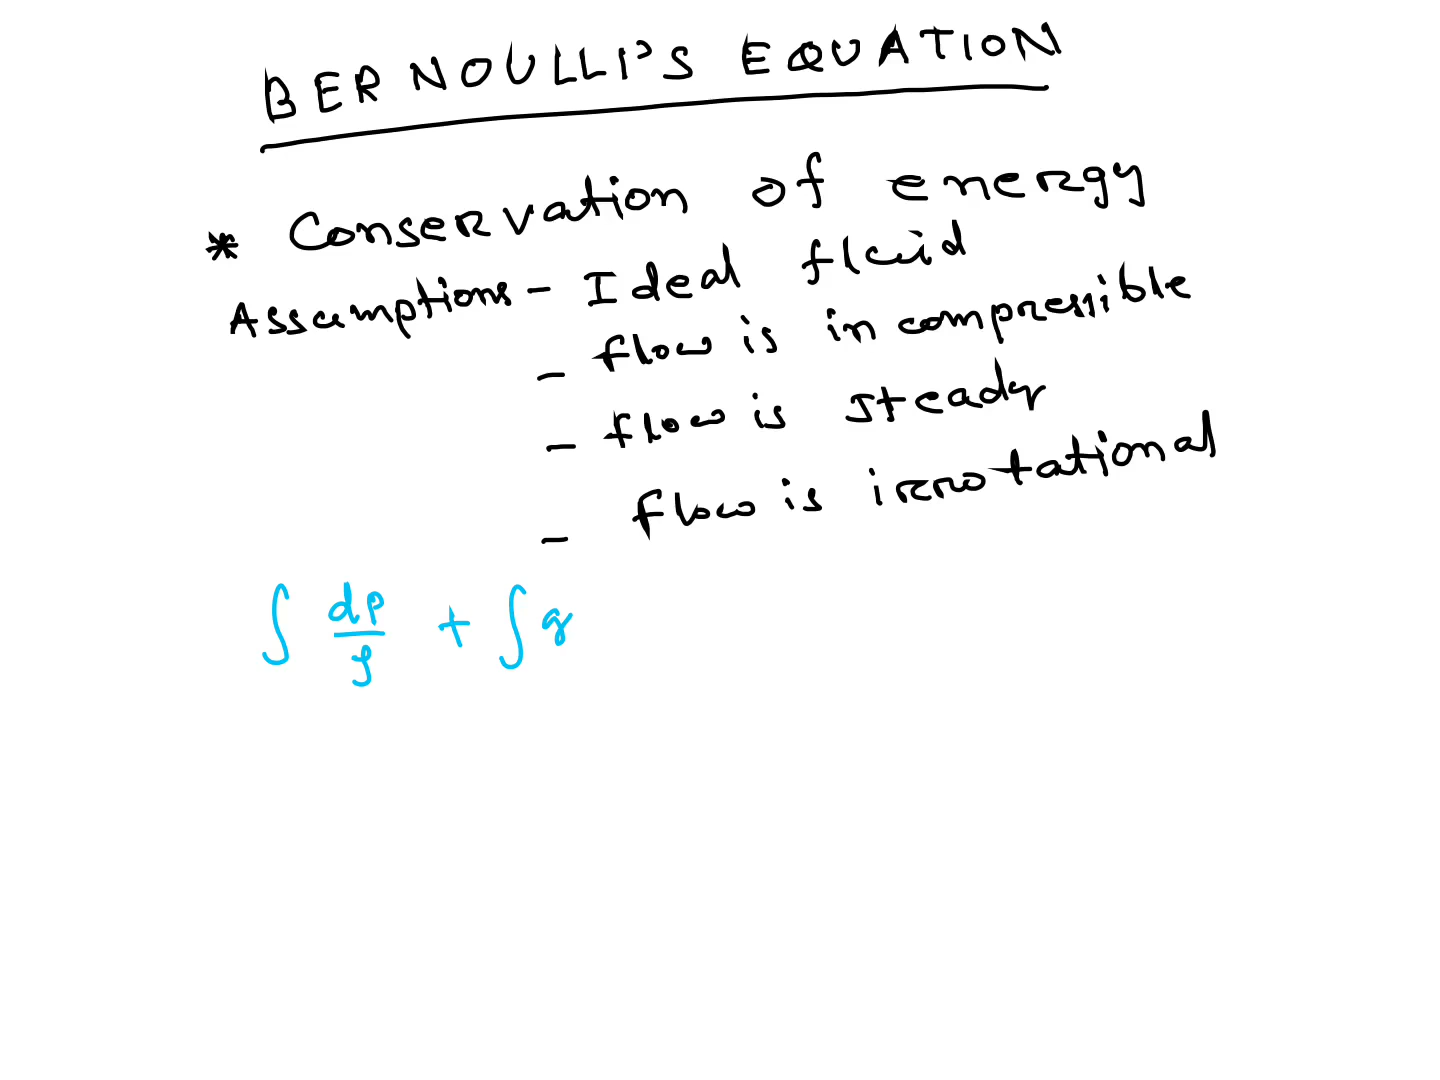 BERNOULLI'S EQUATION
* Conservation of energy
Assumptions - Ideal fluid
- flow is incompressible
- flow is steady
- flow is irrotational
∫ dp/ρ + ∫ g